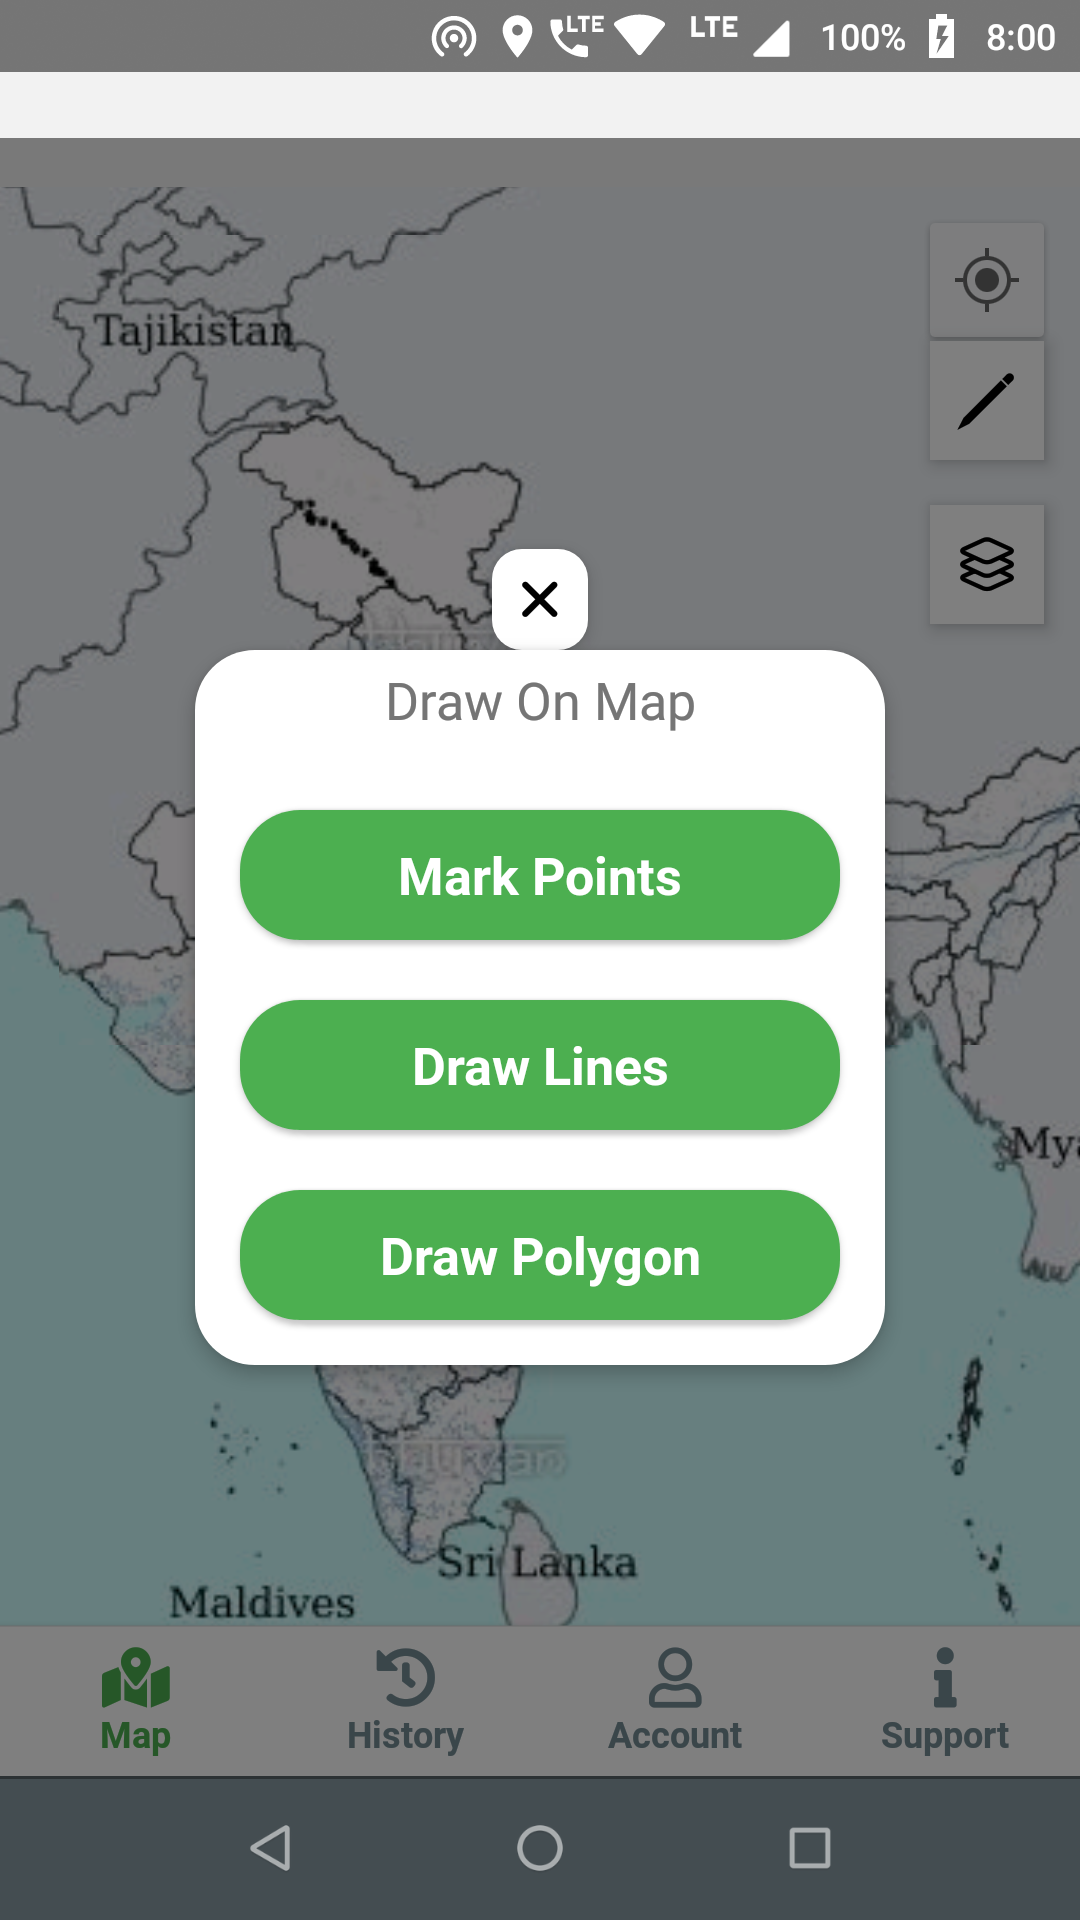 LTE LTE 100% 8:00
Tajikistan
Draw On Map
Mark Points
Draw Lines
Mya
Draw Polygon
Sri Lanka
Maldives
Map History Account Support